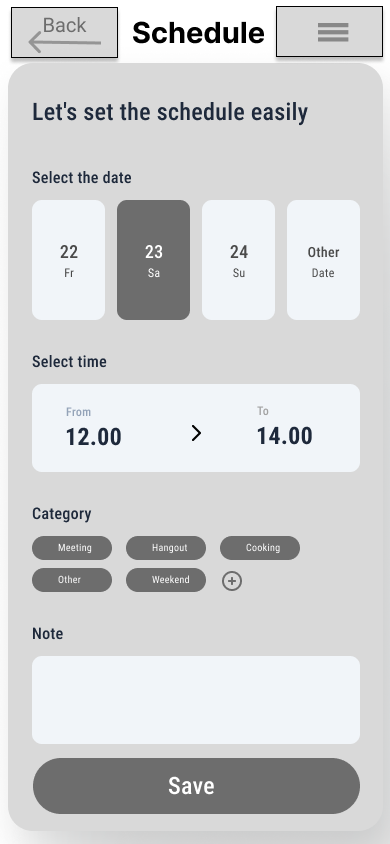 Back
Schedule
Let's set the schedule easily
Select the date
22 23 24 Other
Fr Sa Su Date
Select time
From To
12.00 14.00
Category
Meeting Hangout Cooking
Other Weekend
Note
Save